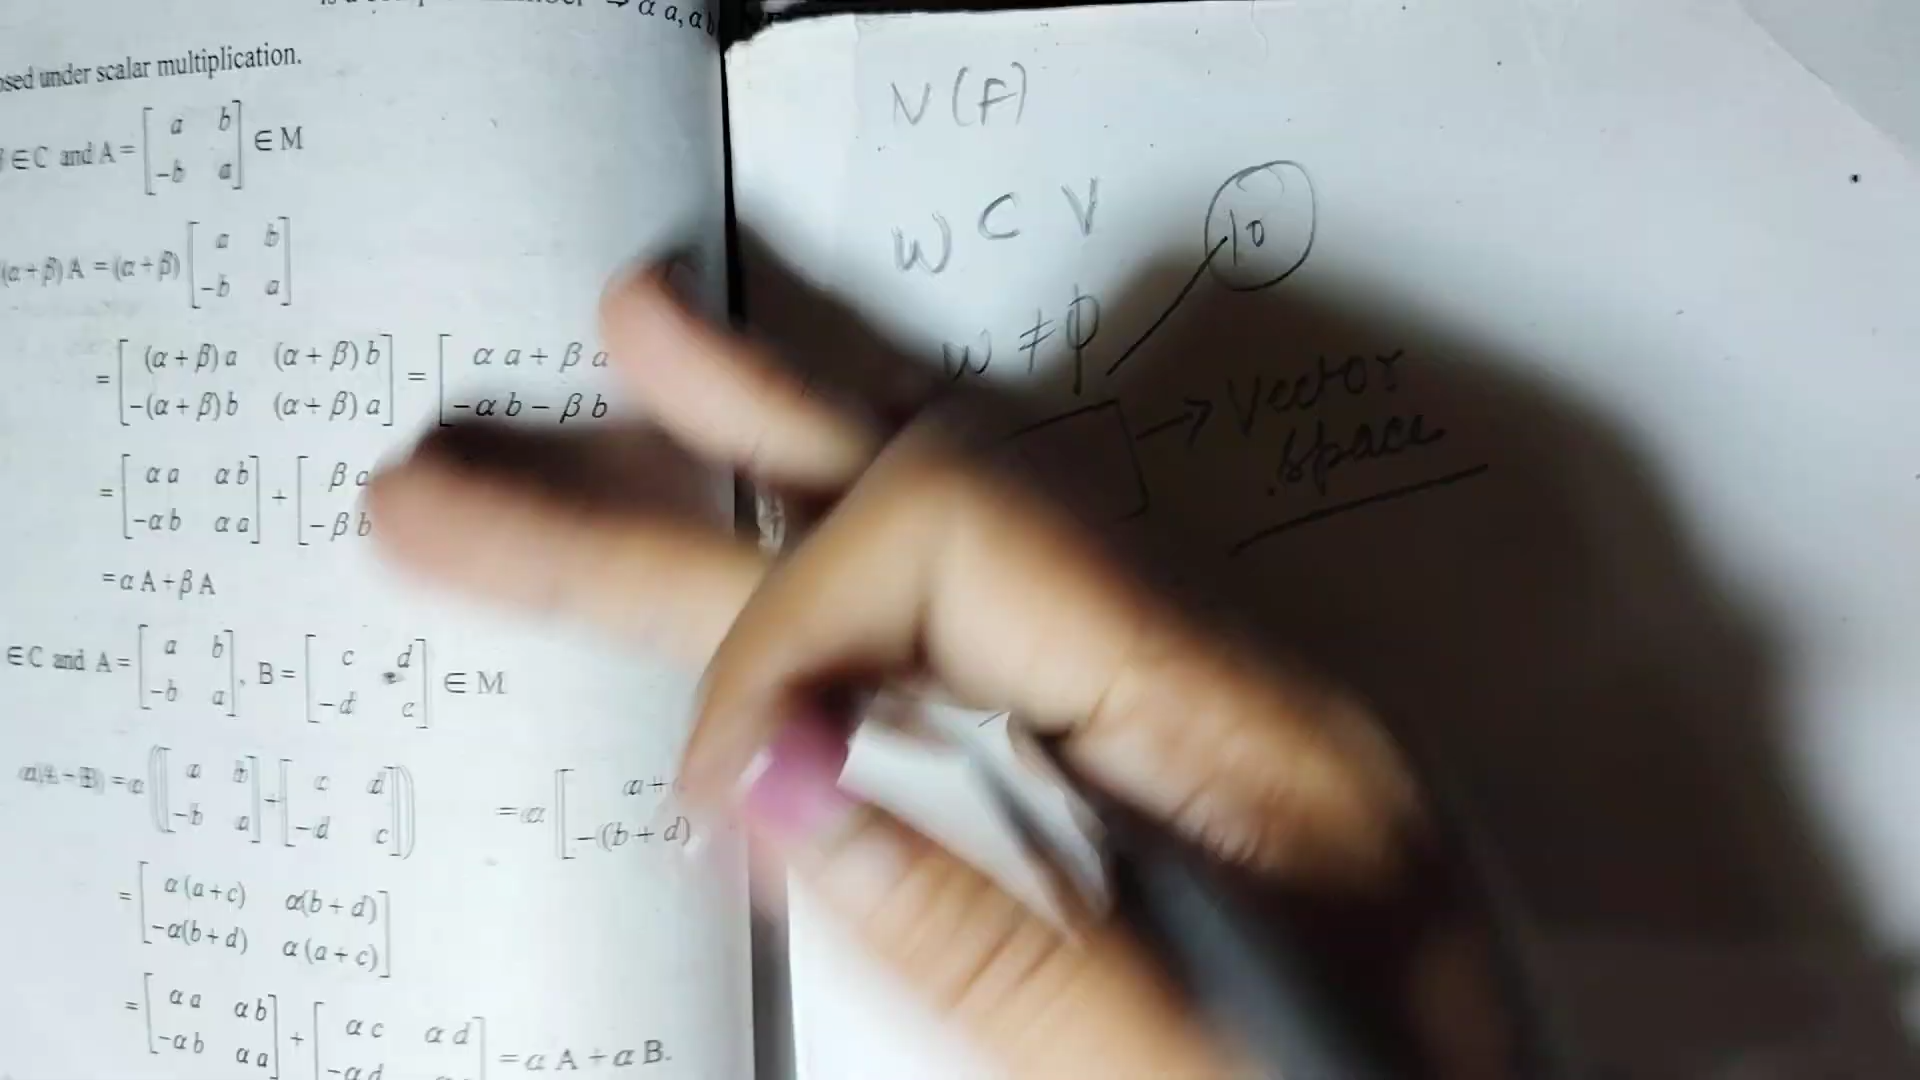 α a, α b
sed under scalar multiplication.
∈ C and A = [ a b ; -b a ] ∈ M
(α + β) A = (α + β) [ a b ; -b a ]
= [ (α + β) a (α + β) b ; -(α + β) b (α + β) a ] = [ α a + β a ; -α b - β b
= [ α a α b ; -α b α a ] + [ β a ; -β b
= α A + β A
∈ C and A = [ a b ; -b a ], B = [ c d ; -d c ] ∈ M
= α ( [ a b ; -b a ] + [ c d ; -d c ] ) = α [ a + ; -(b + d)
= [ α (a + c) α(b + d) ; -α(b + d) α (a + c) ]
= [ α a α b ; -α b α a ] + [ α c α d ; -α d = α A + α B.
V(F)
W ⊂ V
10
W ≠ ϕ
→ Vector
space